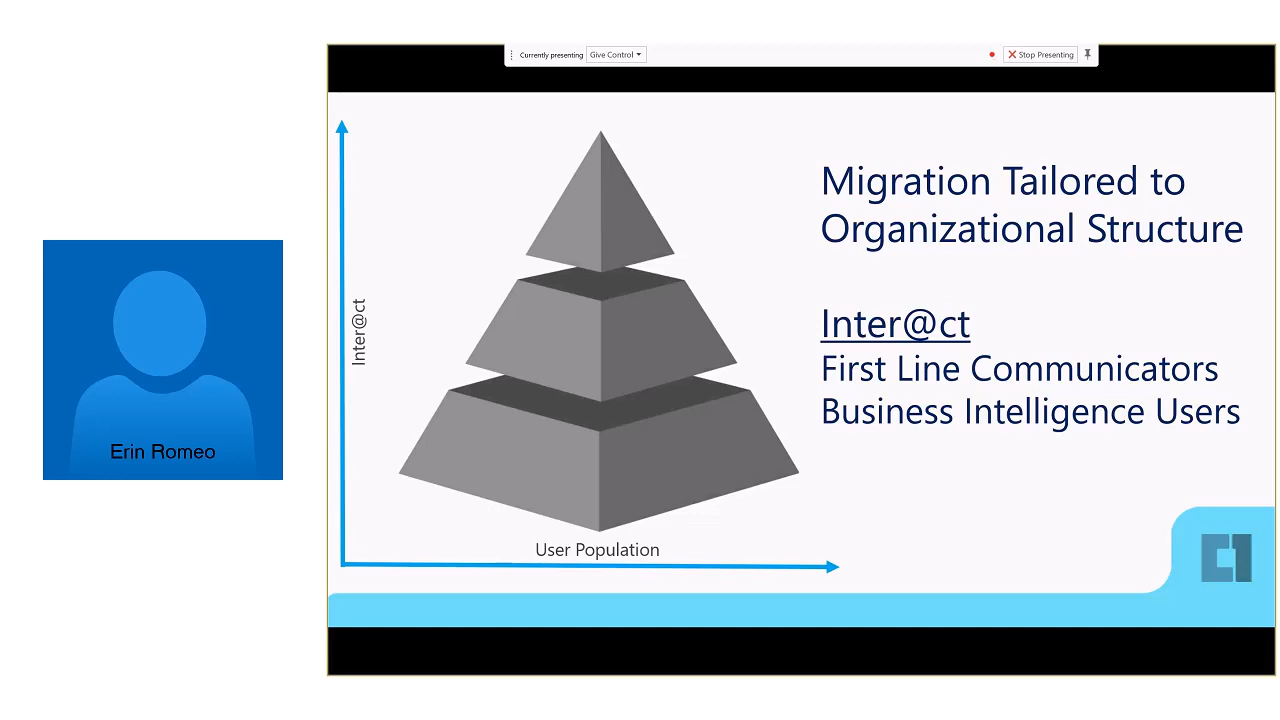 Currently presenting
Give Control
Stop Presenting
Migration Tailored to
Organizational Structure
Inter@ct
First Line Communicators
Business Intelligence Users
Inter@ct
User Population
Erin Romeo
C1